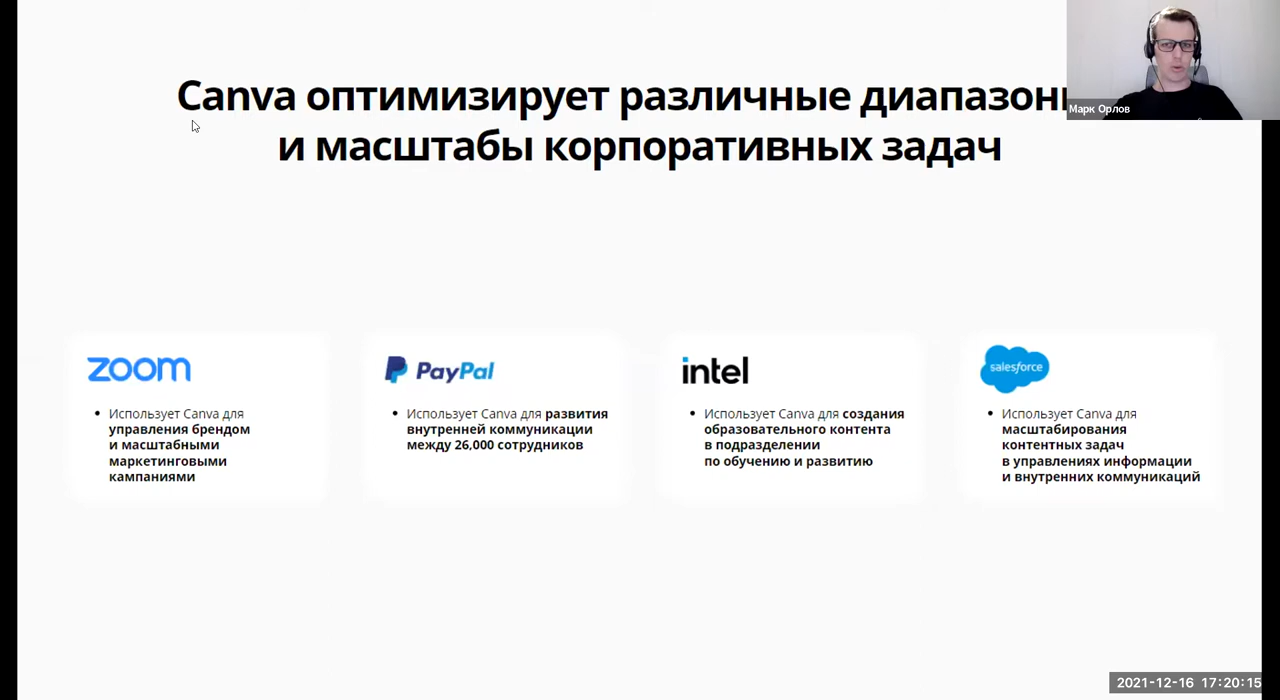 Canva оптимизирует различные диапазон
и масштабы корпоративных задач
Марк Орлов
zoom
Использует Canva для
управления брендом
и масштабными
маркетинговыми
кампаниями
PayPal
Использует Canva для развития
внутренней коммуникации
между 26,000 сотрудников
intel
Использует Canva для создания
образовательного контента
в подразделении
по обучению и развитию
salesforce
Использует Canva для
масштабирования
контентных задач
в управлениях информации
и внутренних коммуникаций
2021-12-16 17:20:15